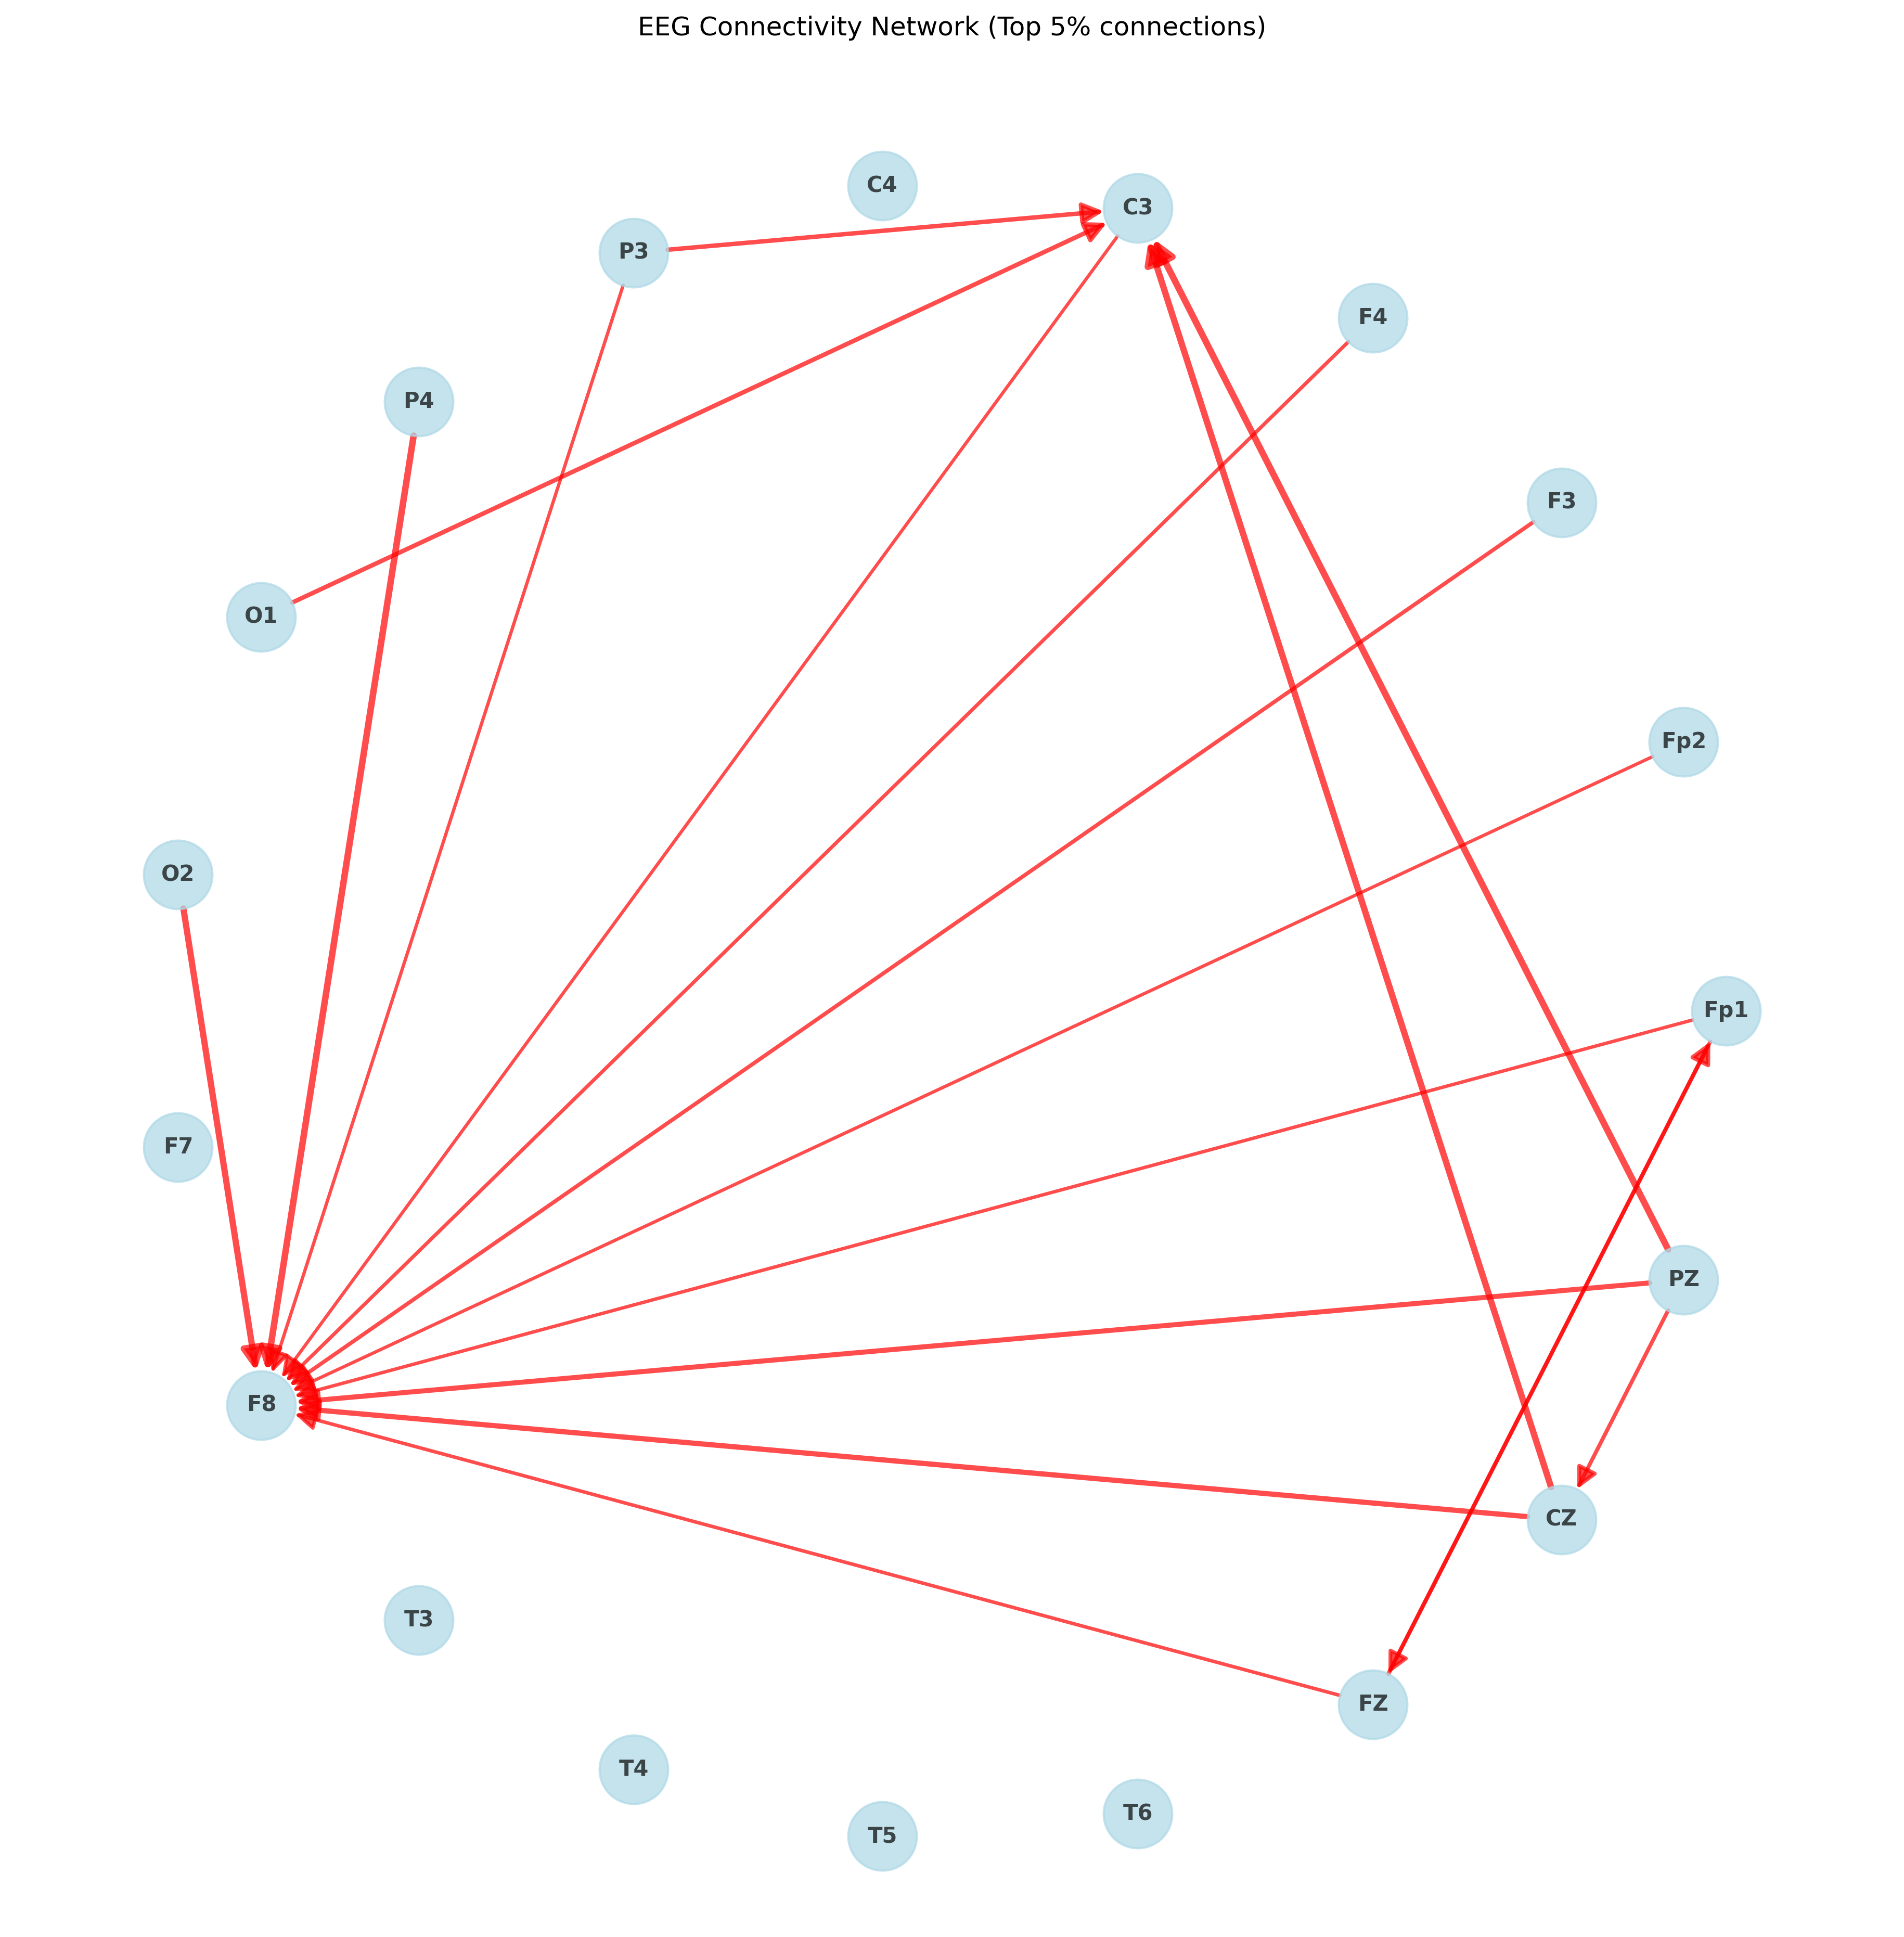 EEG Connectivity Network (Top 5% connections)
C4
C3
P3
F4
P4
F3
O1
Fp2
O2
Fp1
F7
PZ
F8
CZ
T3
FZ
T4
T6
T5